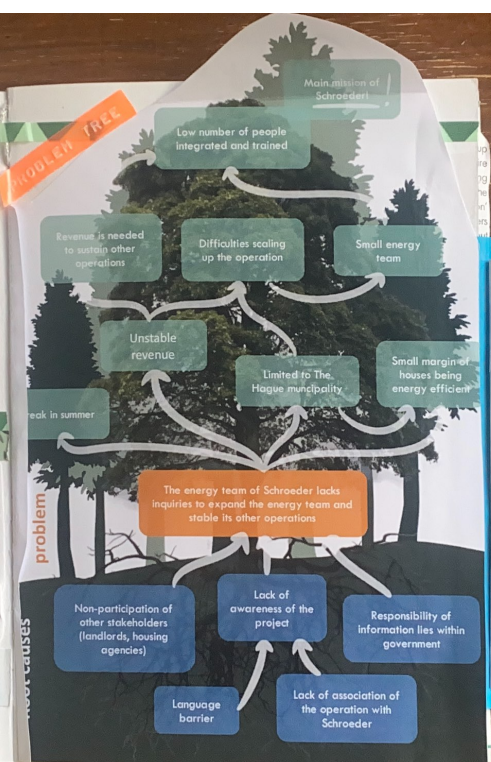 Main mission of
Schroeder!
PROBLEM TREE
Low number of people
integrated and trained
Revenue is needed
to sustain other
operations
Difficulties scaling
up the operation
Small energy
team
Unstable
revenue
Limited to The
Hague muncipality
Small margin of
houses being
energy efficient
reak in summer
The energy team of Schroeder lacks
inquiries to expand the energy team and
stable its other operations
problem
Non-participation of
other stakeholders
(landlords, housing
agencies)
Lack of
awareness of the
project
Responsibility of
information lies within
government
Language
barrier
Lack of association of
the operation with
Schroeder
root causes
up